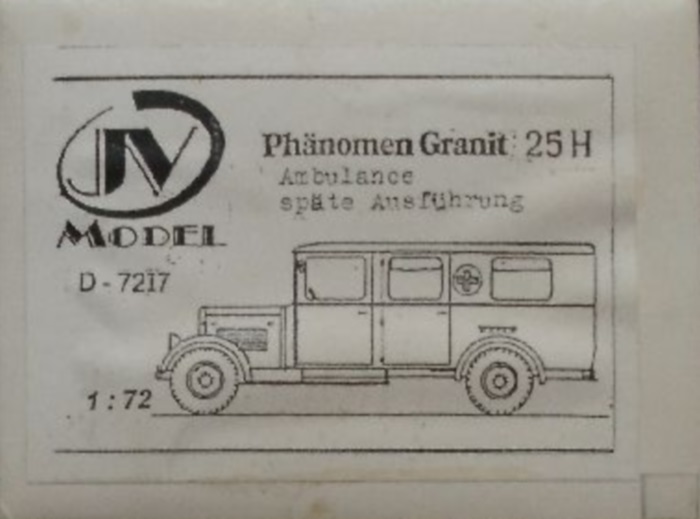 JV
MODEL
Phänomen Granit 25 H
Ambulance
späte Ausführung
D-7217
1:72